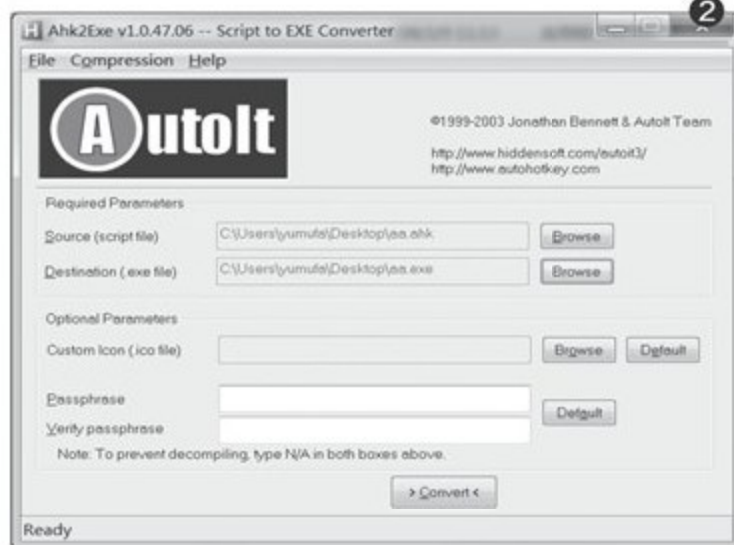 2
Ahk2Exe v1.0.47.06 -- Script to EXE Converter
File Compression Help
AutoIt
©1999-2003 Jonathan Bennett & AutoIt Team
http://www.hiddensoft.com/autoit3/
http://www.autohotkey.com
Required Parameters
Source (script file) C:\Users\yumufa\Desktop\aa.ahk Browse
Destination (.exe file) C:\Users\yumufa\Desktop\aa.exe Browse
Optional Parameters
Custom Icon (.ico file) Browse Default
Passphrase
Default
Verify passphrase
Note: To prevent decompiling, type N/A in both boxes above.
> Convert <
Ready